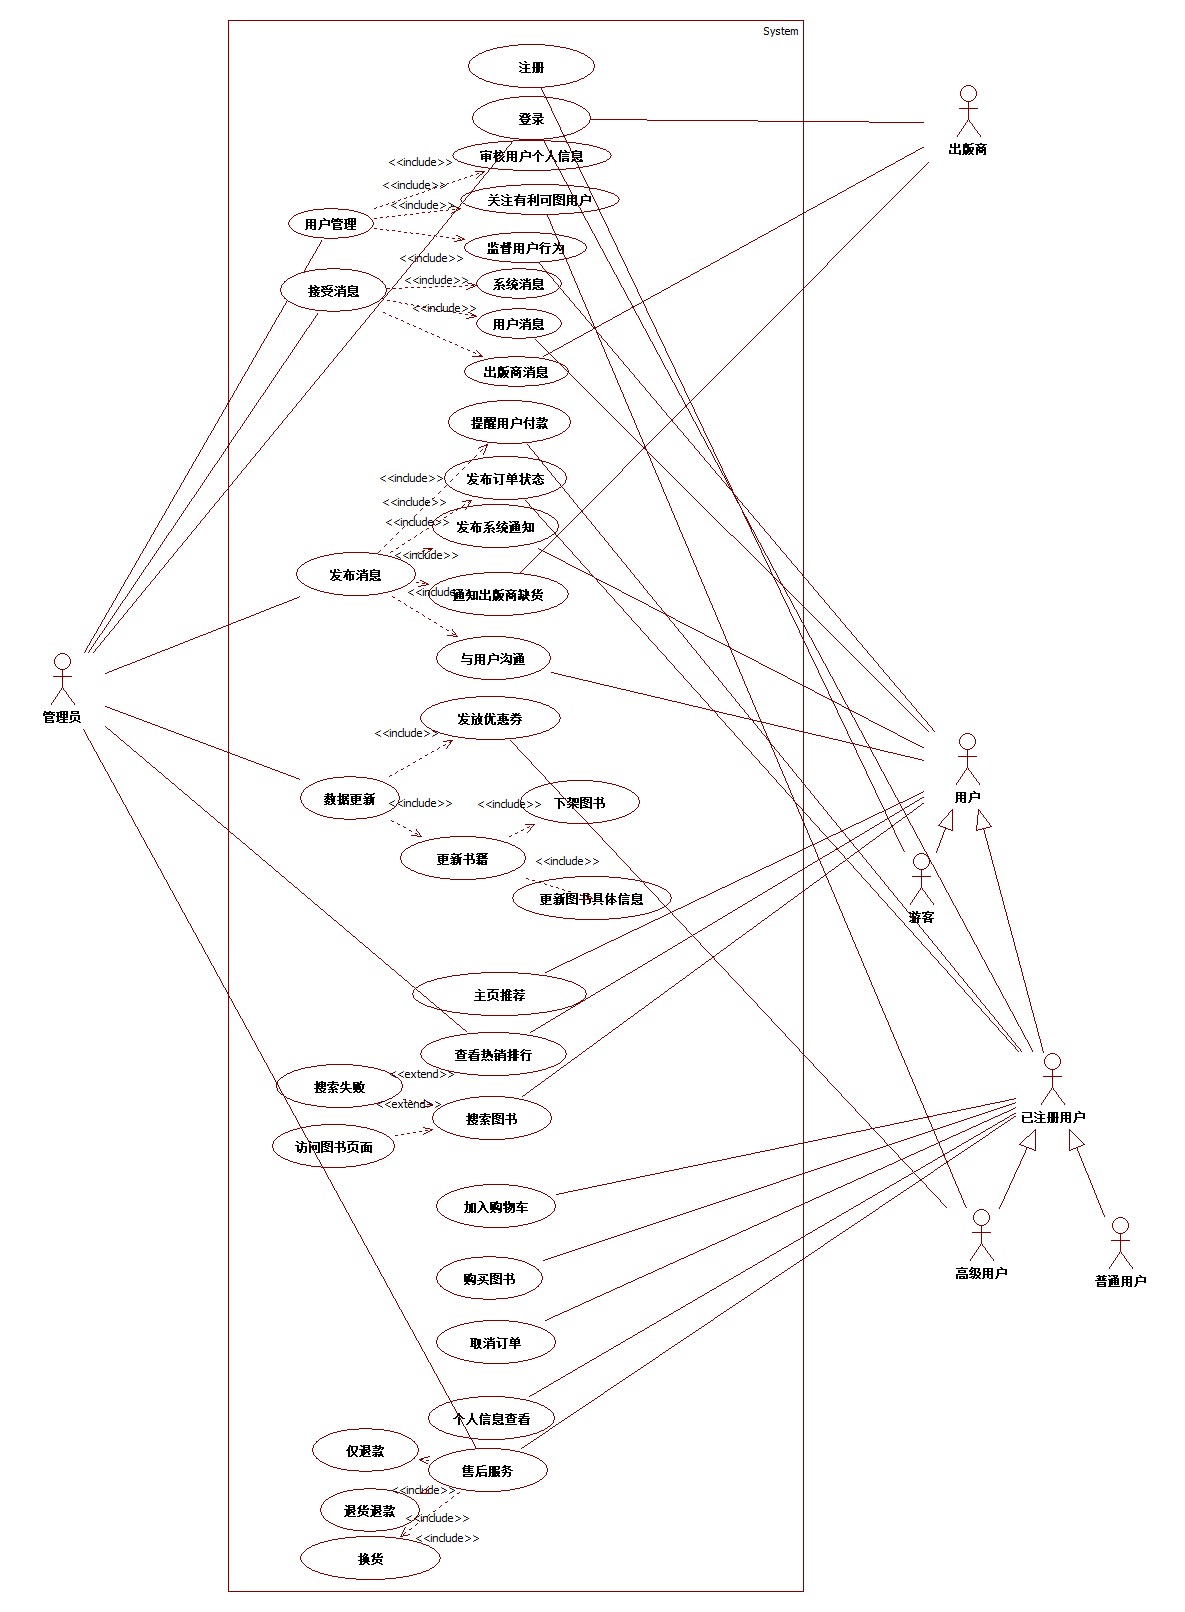 System
注册
登录
出版商
审核用户个人信息
<<include>>
<<include>>
关注有利可图用户
<<include>>
用户管理
监督用户行为
<<include>>
<<include>>
系统消息
接受消息
<<include>>
用户消息
出版商消息
提醒用户付款
<<include>>
发布订单状态
<<include>>
<<include>>
发布系统通知
<<include>>
发布消息
<<include>>
通知出版商缺货
与用户沟通
管理员
发放优惠券
<<include>>
用户
数据更新
<<include>>
<<include>>
下架图书
更新书籍
<<include>>
更新图书具体信息
游客
主页推荐
查看热销排行
<<extend>>
搜索失败
<<extend>>
搜索图书
已注册用户
访问图书页面
加入购物车
高级用户
购买图书
普通用户
取消订单
个人信息查看
仅退款
售后服务
<<include>>
退货退款
<<include>>
<<include>>
换货